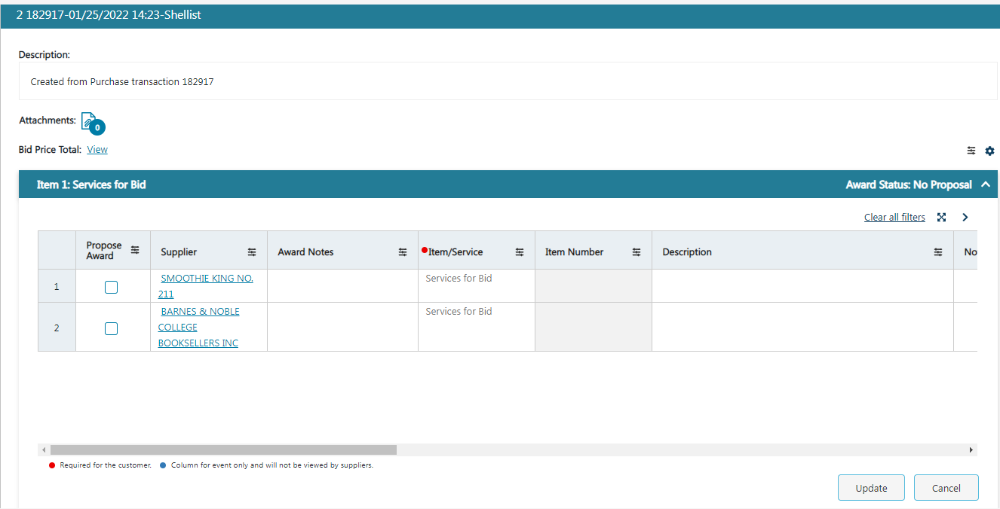 2 182917-01/25/2022 14:23-Shellist
Description:
Created from Purchase transaction 182917
Attachments: 0
Bid Price Total: View
Item 1: Services for Bid Award Status: No Proposal
Clear all filters
Propose Award Supplier Award Notes Item/Service Item Number Description No
1 SMOOTHIE KING NO. 211 Services for Bid
2 BARNES & NOBLE COLLEGE BOOKSELLERS INC Services for Bid
Required for the customer. Column for event only and will not be viewed by suppliers.
Update Cancel